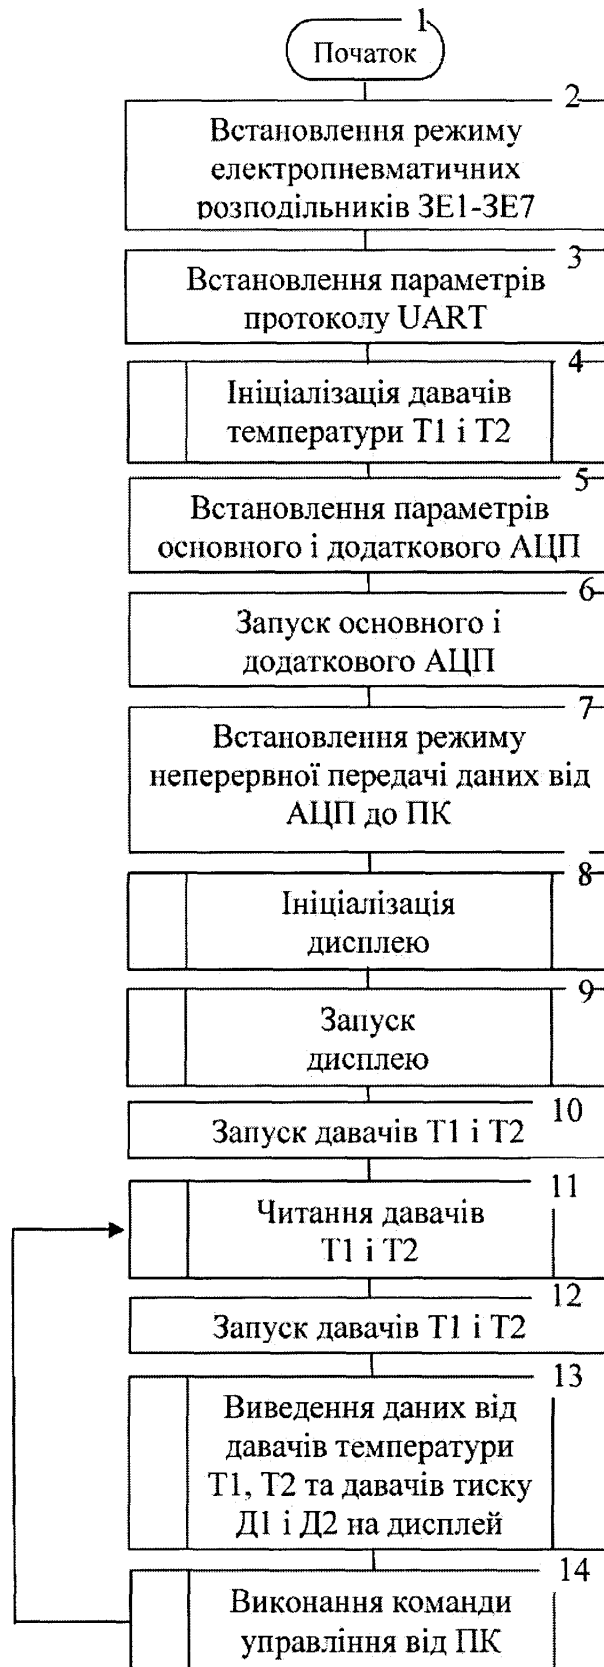 1
Початок
2
Встановлення режиму
електропневматичних
розподільників ЗЕ1-ЗЕ7
3
Встановлення параметрів
протоколу UART
4
Ініціалізація давачів
температури Т1 і Т2
5
Встановлення параметрів
основного і додаткового АЦП
6
Запуск основного і
додаткового АЦП
7
Встановлення режиму
неперервної передачі даних від
АЦП до ПК
8
Ініціалізація
дисплею
9
Запуск
дисплею
10
Запуск давачів Т1 і Т2
11
Читання давачів
Т1 і Т2
12
Запуск давачів Т1 і Т2
13
Виведення даних від
давачів температури
Т1, Т2 та давачів тиску
Д1 і Д2 на дисплей
14
Виконання команди
управління від ПК